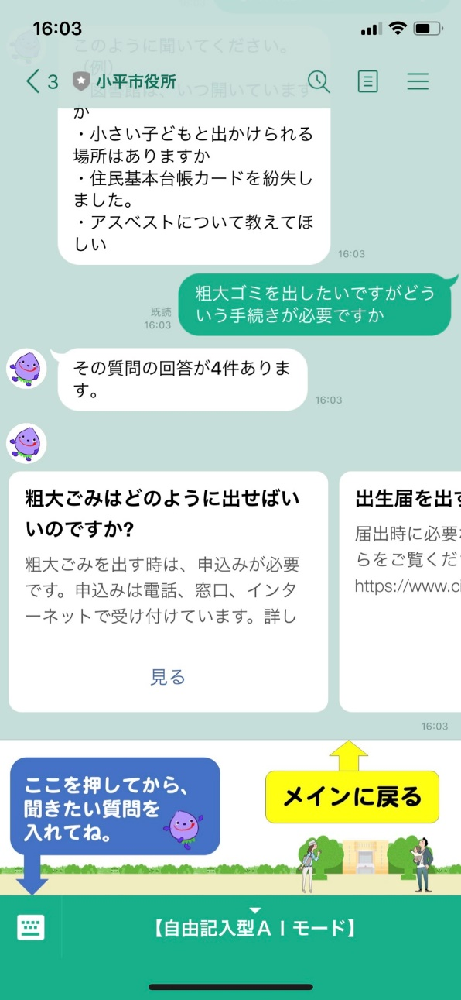 16:03
このように聞いてください。
(例)
・図書館は、いつ開いています
3 小平市役所
か
・小さい子どもと出かけられる
場所はありますか
・住民基本台帳カードを紛失し
ました。
・アスベストについて教えてほ
しい
16:03
粗大ゴミを出したいですがどう
いう手続きが必要ですか
既読
16:03
その質問の回答が4件ありま
す。
16:03
粗大ごみはどのように出せばい
いのですか?
粗大ごみを出す時は、申込みが必要
です。申込みは電話、窓口、インタ
ーネットで受け付けています。詳し
見る
出生届を出す
届出時に必要
らをご覧くだ
https://www.ci
16:03
ここを押してから、
聞きたい質問を
入れてね。
メインに戻る
【自由記入型AIモード】